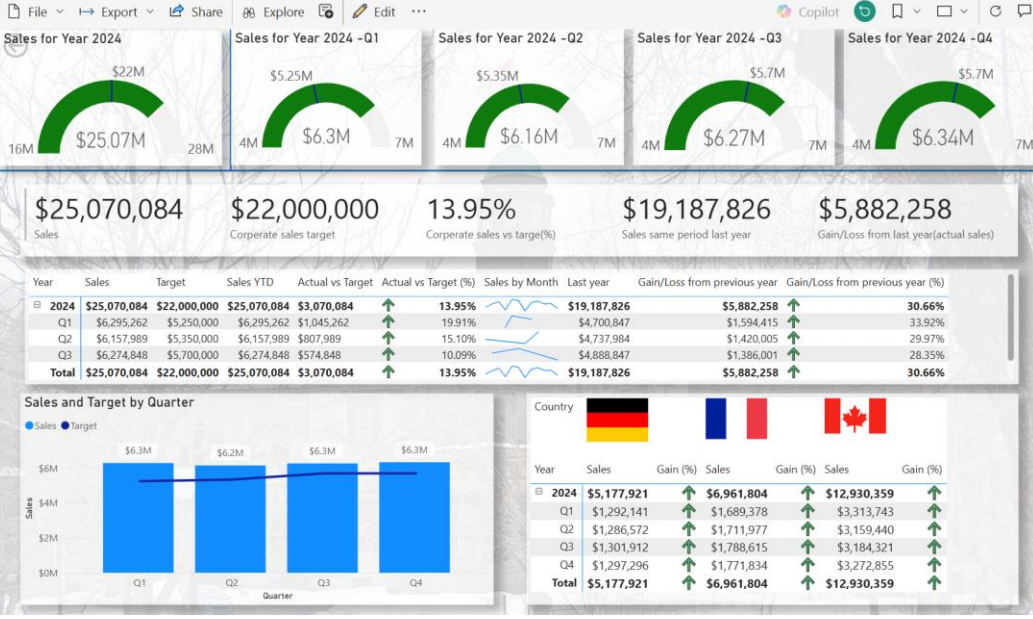 File Export Share Explore Edit ... Copilot
Sales for Year 2024
$22M
$25.07M
16M 28M
Sales for Year 2024 -Q1
$5.25M
$6.3M
4M 7M
Sales for Year 2024 -Q2
$5.35M
$6.16M
4M 7M
Sales for Year 2024 -Q3
$5.7M
$6.27M
4M 7M
Sales for Year 2024 -Q4
$5.7M
$6.34M
4M 7M
$25,070,084 $22,000,000 13.95% $19,187,826 $5,882,258
Sales Corperate sales target Corperate sales vs targe(%) Sales same period last year Gain/Loss from last year(actual sales)
Year Sales Target Sales YTD Actual vs Target Actual vs Target (%) Sales by Month Last year Gain/Loss from previous year Gain/Loss from previous year (%)
2024 $25,070,084 $22,000,000 $25,070,084 $3,070,084 13.95% $19,187,826 $5,882,258 30.66%
Q1 $6,295,262 $5,250,000 $6,295,262 $1,045,262 19.91% $4,700,847 $1,594,415 33.92%
Q2 $6,157,989 $5,350,000 $6,157,989 $807,989 15.10% $4,737,984 $1,420,005 29.97%
Q3 $6,274,848 $5,700,000 $6,274,848 $574,848 10.09% $4,888,847 $1,386,001 28.35%
Total $25,070,084 $22,000,000 $25,070,084 $3,070,084 13.95% $19,187,826 $5,882,258 30.66%
Sales and Target by Quarter
Sales Target
$6.3M $6.2M $6.3M $6.3M
$6M
$4M
$2M
$0M
Sales
Q1 Q2 Q3 Q4
Quarter
Country
Year Sales Gain (%) Sales Gain (%) Sales Gain (%)
2024 $5,177,921 $6,961,804 $12,930,359
Q1 $1,292,141 $1,689,378 $3,313,743
Q2 $1,286,572 $1,711,977 $3,159,440
Q3 $1,301,912 $1,788,615 $3,184,321
Q4 $1,297,296 $1,771,834 $3,272,855
Total $5,177,921 $6,961,804 $12,930,359